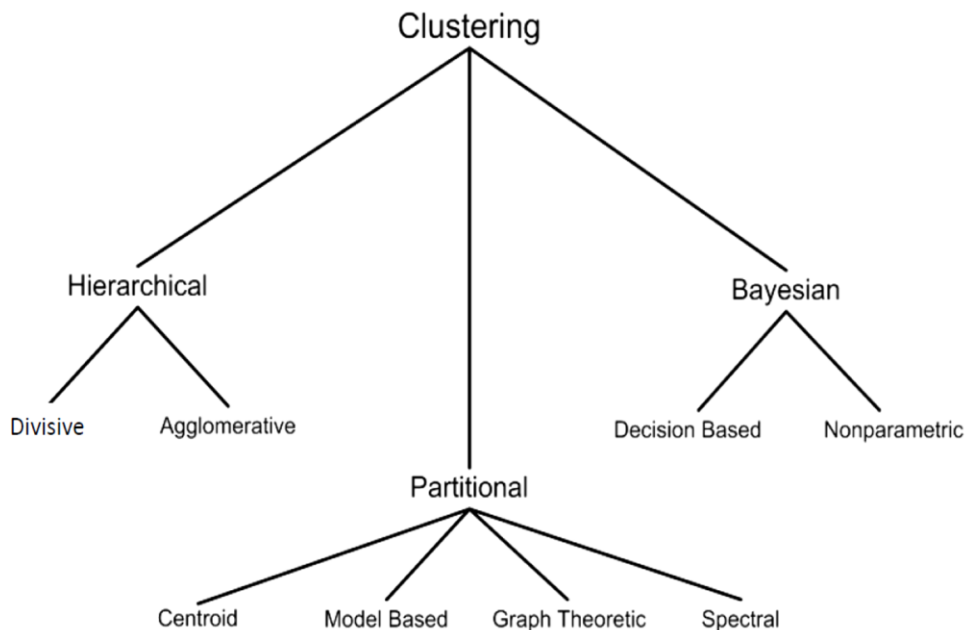 Clustering
Hierarchical
Bayesian
Divisive
Agglomerative
Decision Based
Nonparametric
Partitional
Centroid
Model Based
Graph Theoretic
Spectral